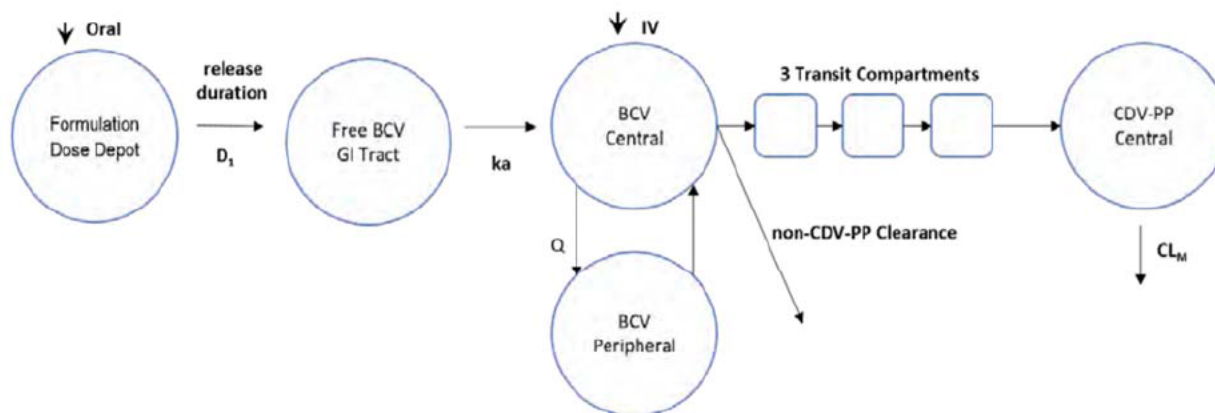 Oral
IV
release
duration
3 Transit Compartments
Formulation
Dose Depot
D₁
Free BCV
GI Tract
ka
BCV
Central
CDV-PP
Central
Q
non-CDV-PP Clearance
CLM
BCV
Peripheral